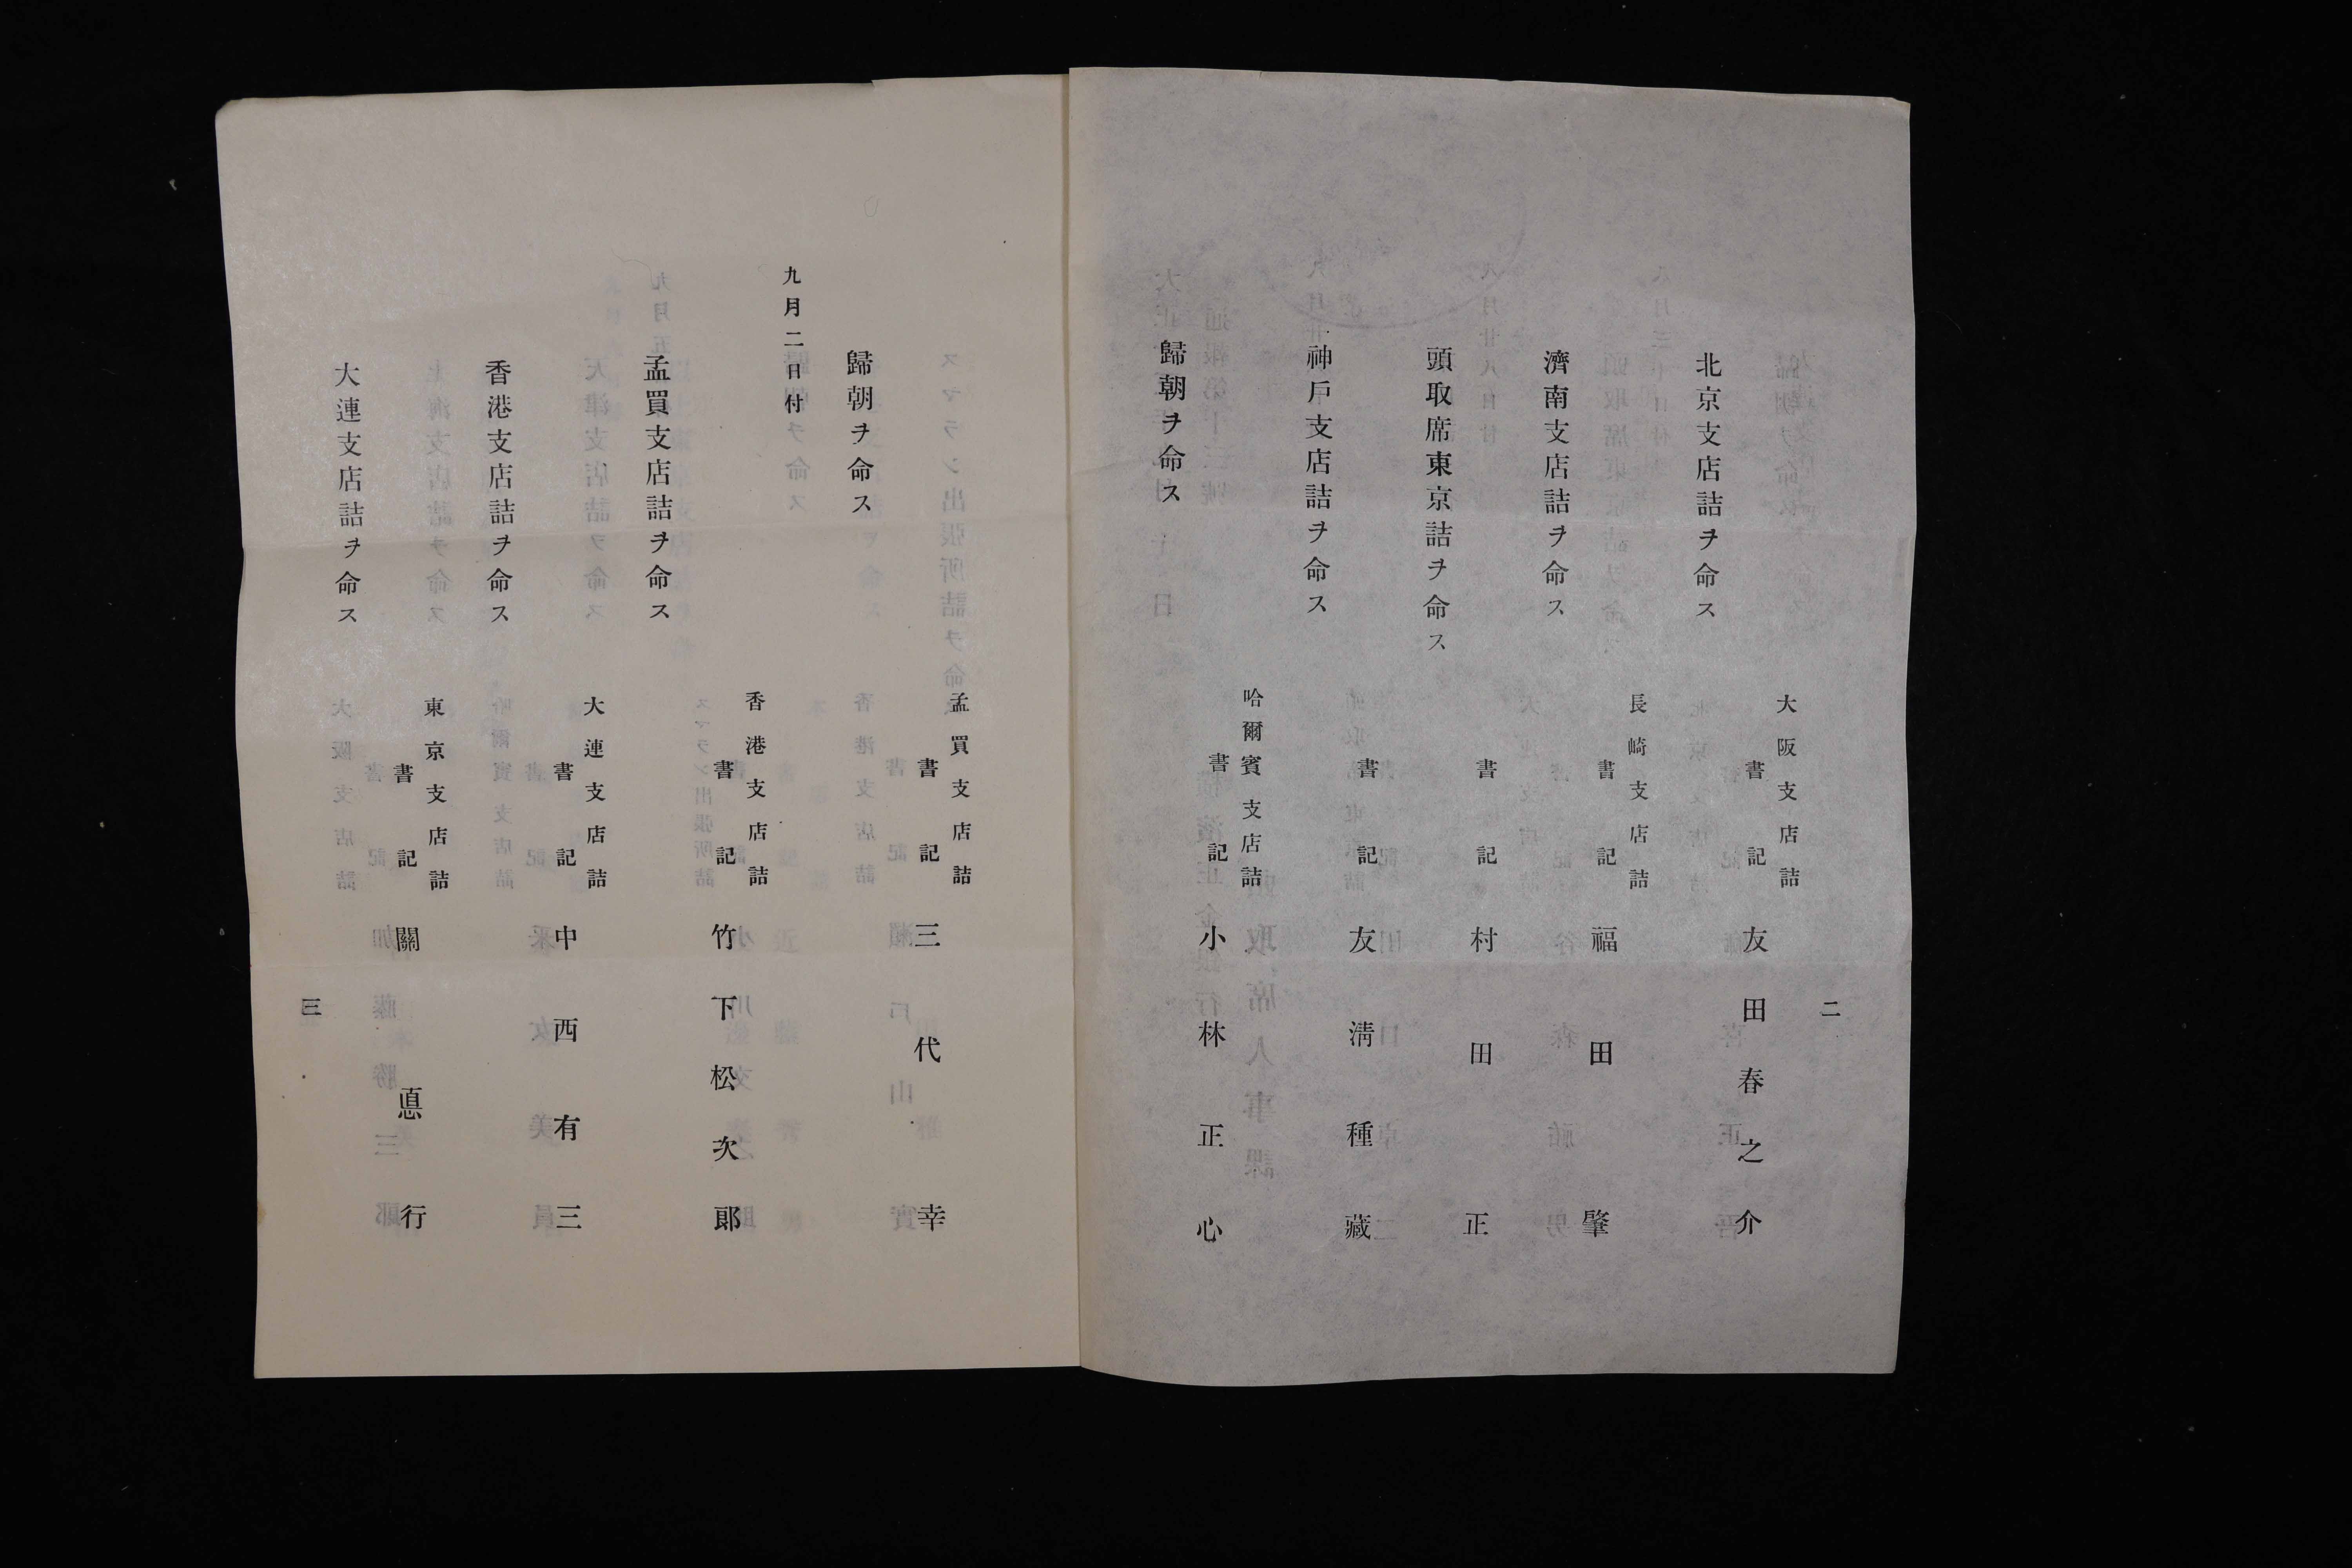 二
大阪支店詰
書記 友田春之介
北京支店詰ヲ命ス
長崎支店詰
書記 福田肇
濟南支店詰ヲ命ス
書記 村田正
頭取席東京詰ヲ命ス
書記 友淸種藏
神戶支店詰ヲ命ス
哈爾賓支店詰
書記 小林正心
歸朝ヲ命ス
孟買支店詰
書記 三代幸
歸朝ヲ命ス
九月二日付
香港支店詰
書記 竹下松次郞
孟買支店詰ヲ命ス
大連支店詰
書記 中西有三
香港支店詰ヲ命ス
東京支店詰
書記 關悳行
大連支店詰ヲ命ス
三